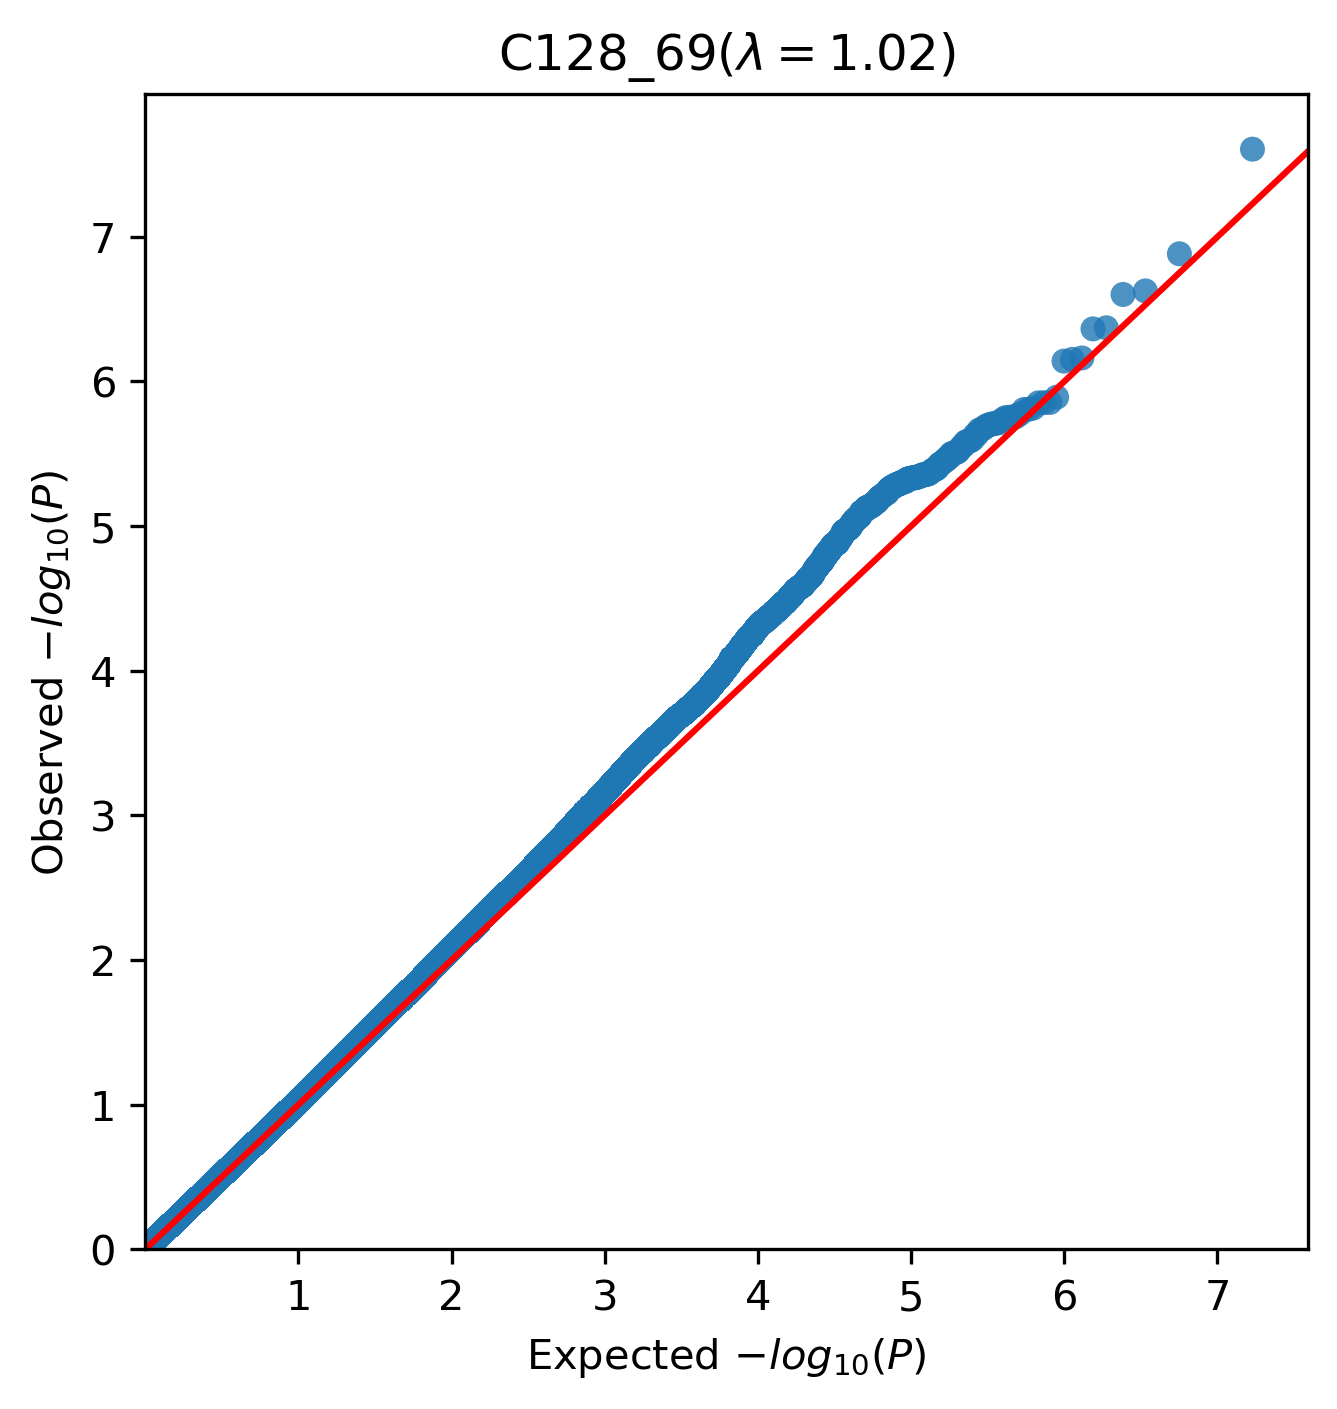 C128_69(λ = 1.02)
Observed −log₁₀(P)
7
6
5
4
3
2
1
0
1 2 3 4 5 6 7
Expected −log₁₀(P)